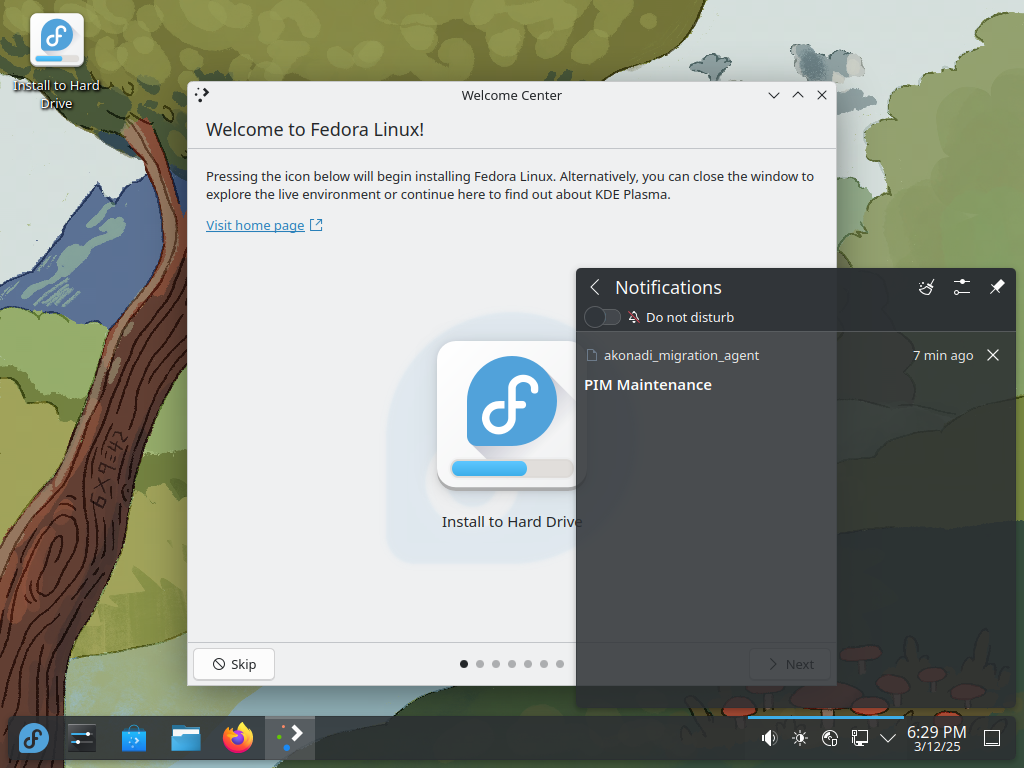 Install to Hard
Drive
Welcome Center
Welcome to Fedora Linux!
Pressing the icon below will begin installing Fedora Linux. Alternatively, you can close the window to
explore the live environment or continue here to find out about KDE Plasma.
Visit home page
Notifications
Do not disturb
akonadi_migration_agent
7 min ago
PIM Maintenance
6×9=42
Install to Hard Drive
Skip
Next
6:29 PM
3/12/25